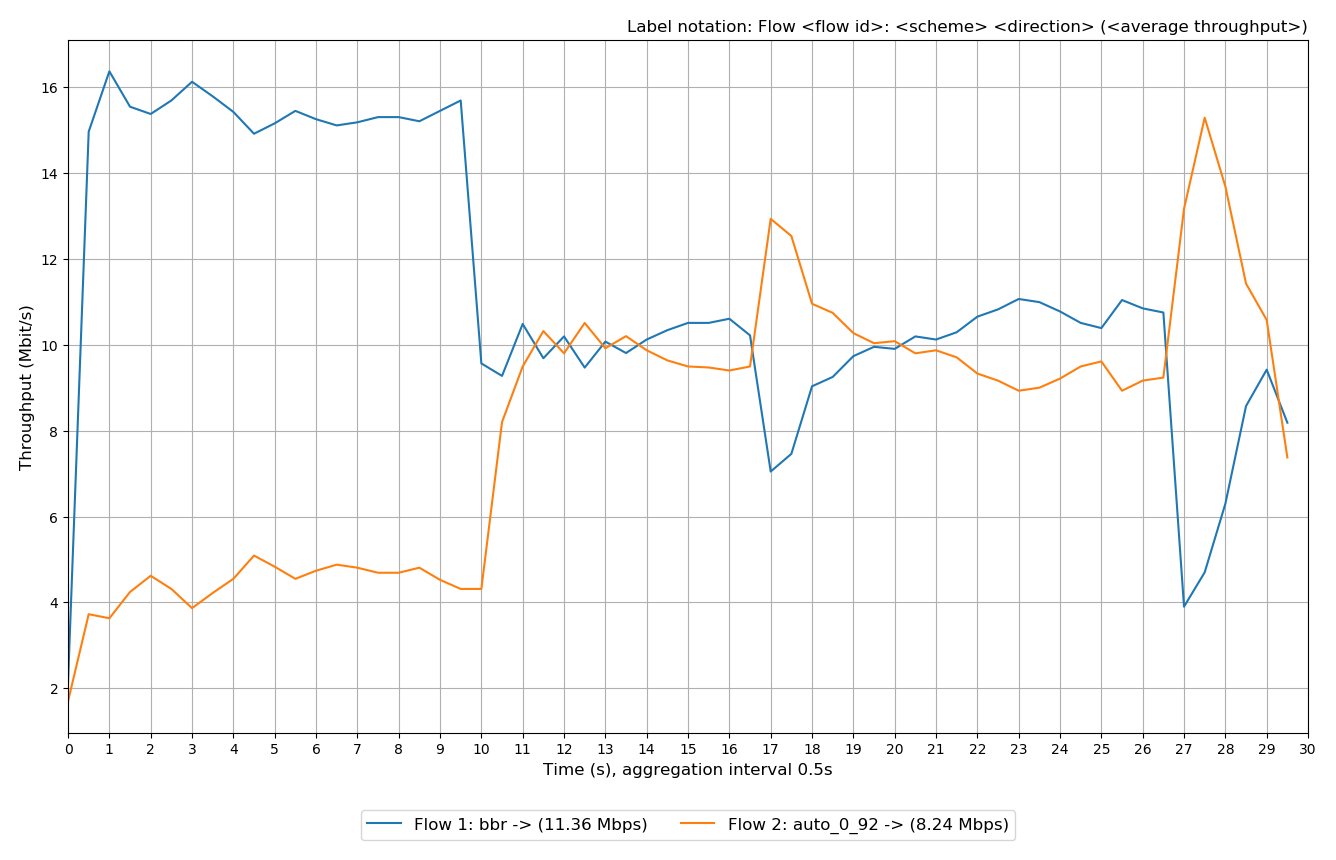 Label notation: Flow <flow id>: <scheme> <direction> (<average throughput>)
Throughput (Mbit/s)
16
14
12
10
8
6
4
2
0 1 2 3 4 5 6 7 8 9 10 11 12 13 14 15 16 17 18 19 20 21 22 23 24 25 26 27 28 29 30
Time (s), aggregation interval 0.5s
Flow 1: bbr -> (11.36 Mbps) Flow 2: auto_0_92 -> (8.24 Mbps)